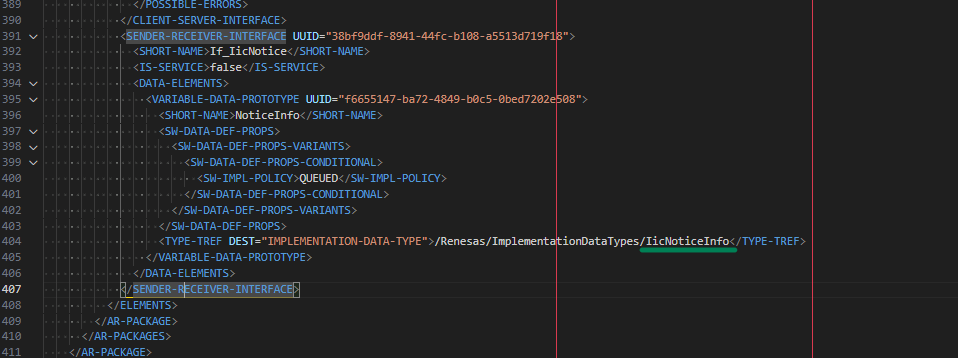 389 </POSSIBLE-ERRORS>
390 </CLIENT-SERVER-INTERFACE>
391 <SENDER-RECEIVER-INTERFACE UUID="38bf9ddf-8941-44fc-b108-a5513d719f18">
392 <SHORT-NAME>If_IicNotice</SHORT-NAME>
393 <IS-SERVICE>false</IS-SERVICE>
394 <DATA-ELEMENTS>
395 <VARIABLE-DATA-PROTOTYPE UUID="f6655147-ba72-4849-b0c5-0bed7202e508">
396 <SHORT-NAME>NoticeInfo</SHORT-NAME>
397 <SW-DATA-DEF-PROPS>
398 <SW-DATA-DEF-PROPS-VARIANTS>
399 <SW-DATA-DEF-PROPS-CONDITIONAL>
400 <SW-IMPL-POLICY>QUEUED</SW-IMPL-POLICY>
401 </SW-DATA-DEF-PROPS-CONDITIONAL>
402 </SW-DATA-DEF-PROPS-VARIANTS>
403 </SW-DATA-DEF-PROPS>
404 <TYPE-TREF DEST="IMPLEMENTATION-DATA-TYPE">/Renesas/ImplementationDataTypes/IicNoticeInfo</TYPE-TREF>
405 </VARIABLE-DATA-PROTOTYPE>
406 </DATA-ELEMENTS>
407 </SENDER-RECEIVER-INTERFACE>
408 </ELEMENTS>
409 </AR-PACKAGE>
410 </AR-PACKAGES>
411 </AR-PACKAGE>